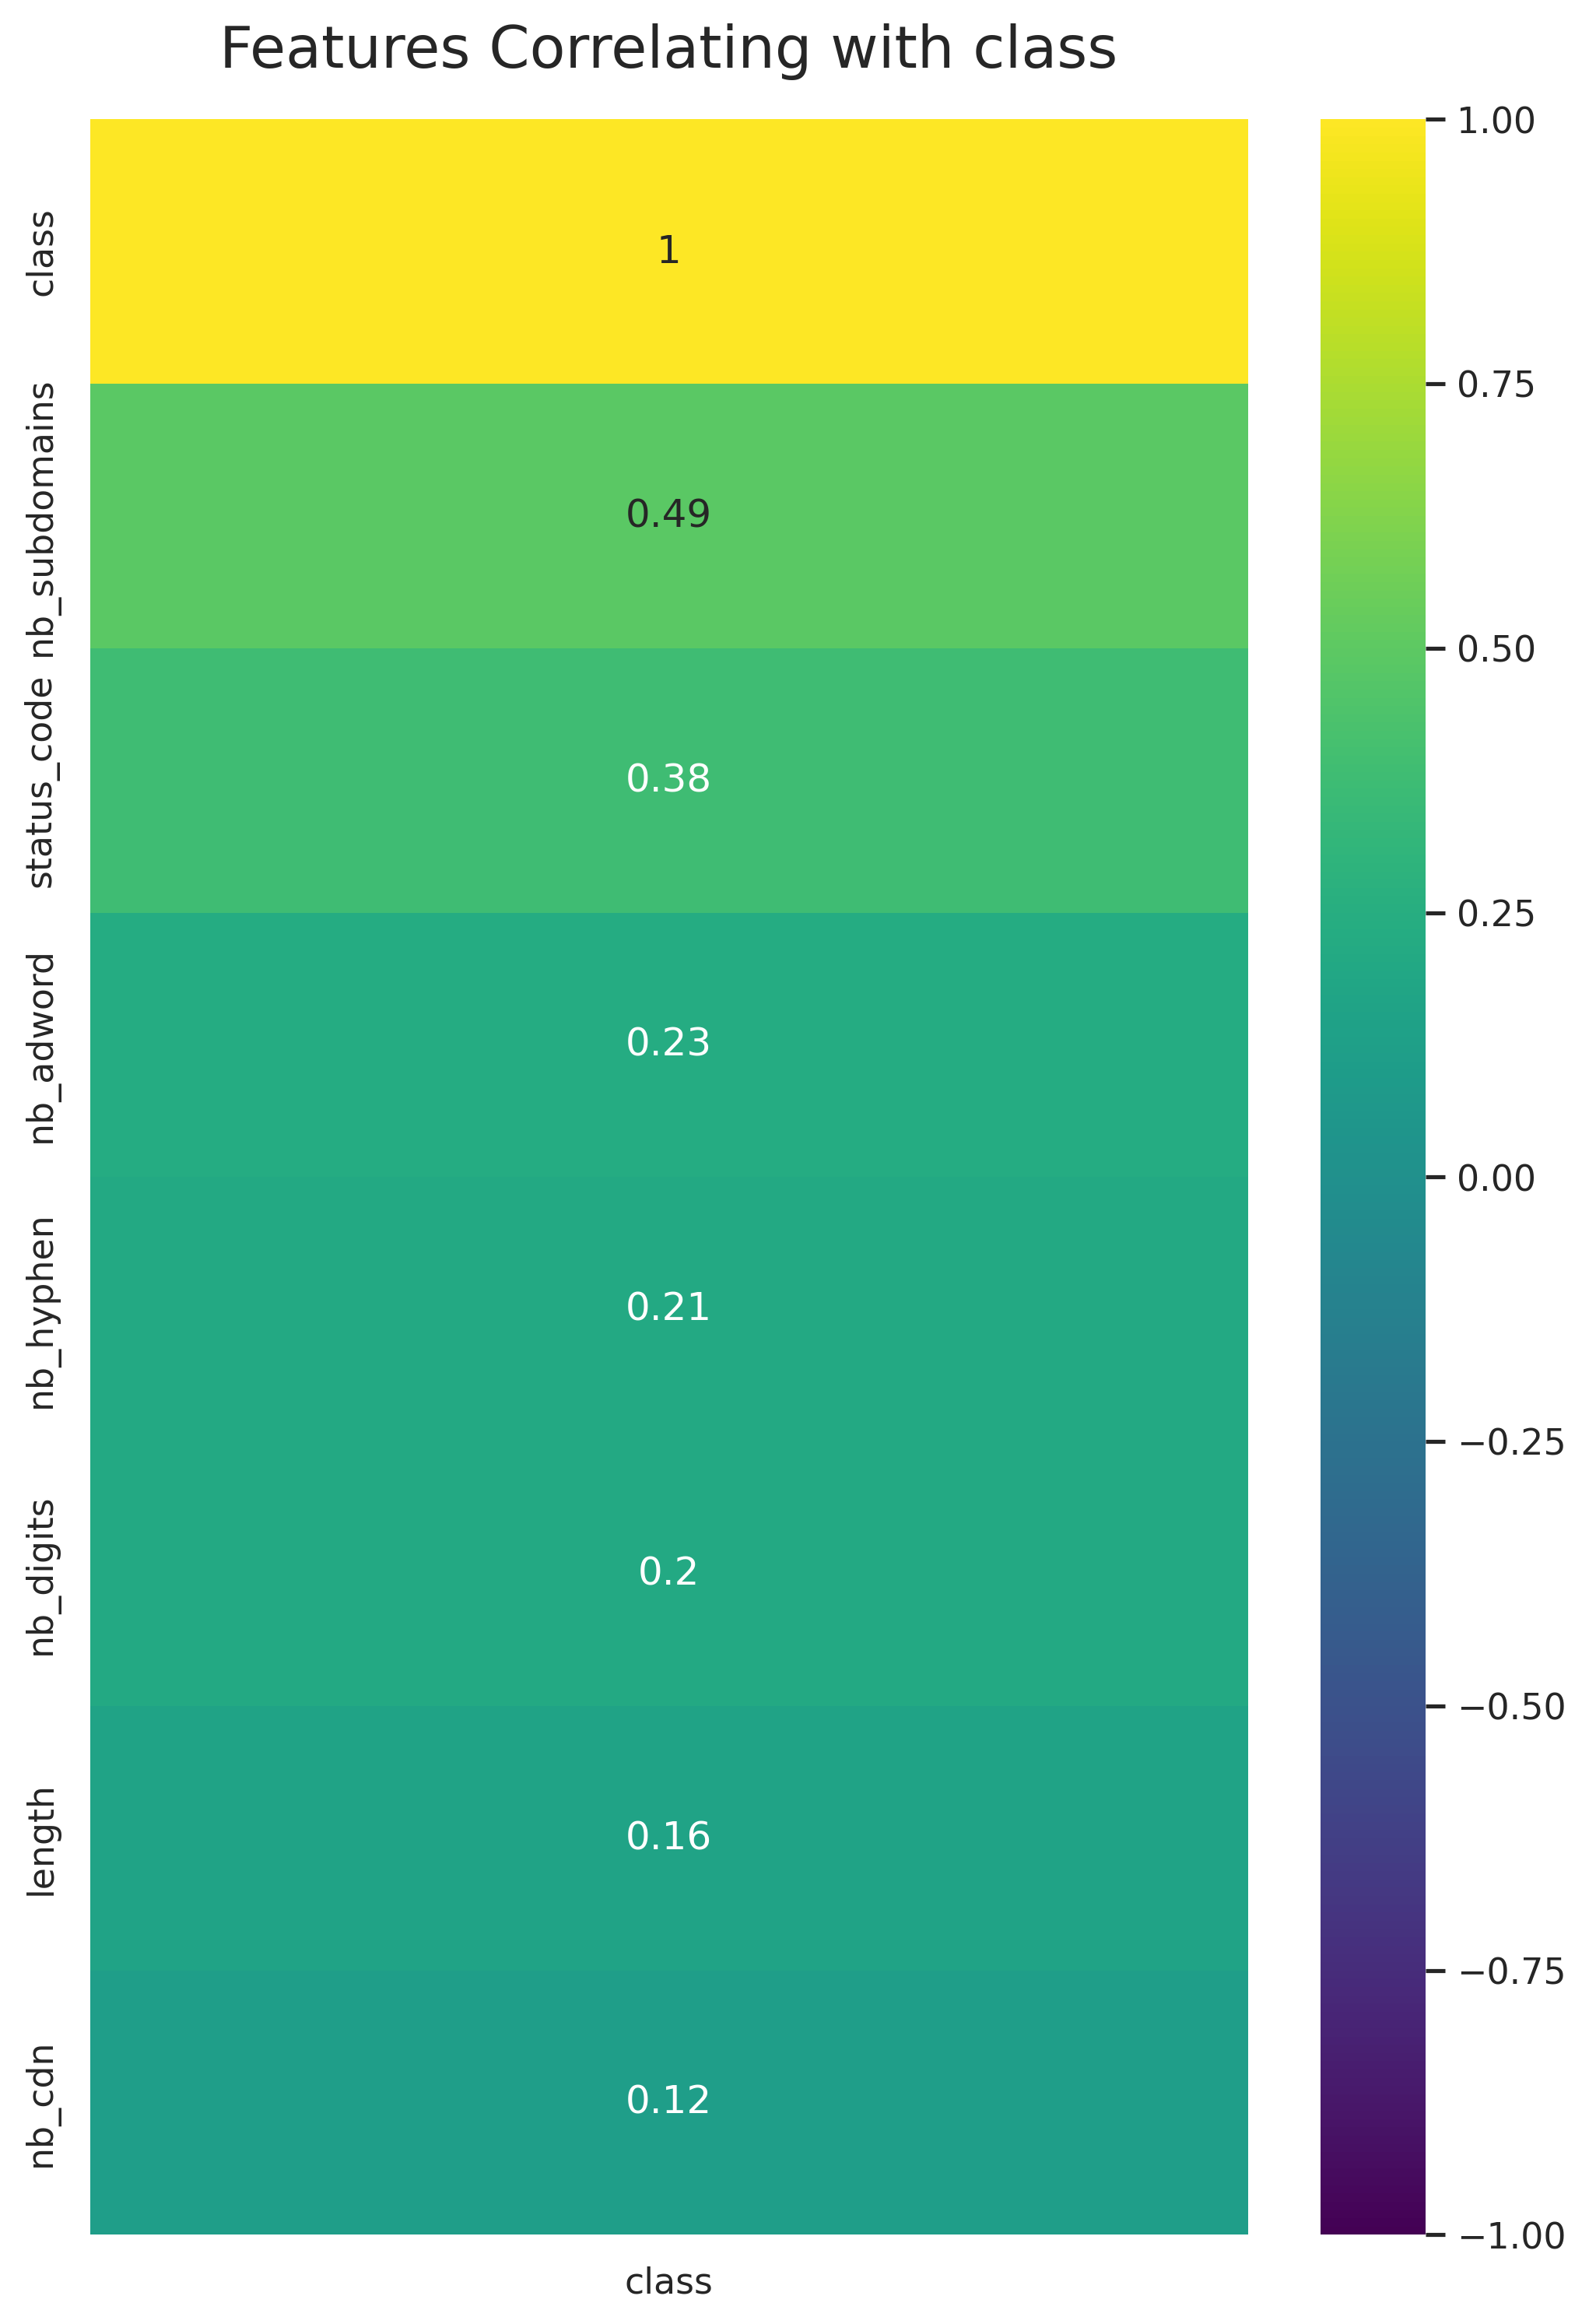 Features Correlating with class
class
1
nb_subdomains
0.49
status_code
0.38
nb_adword
0.23
nb_hyphen
0.21
nb_digits
0.2
length
0.16
nb_cdn
0.12
class
1.00
0.75
0.50
0.25
0.00
−0.25
−0.50
−0.75
−1.00